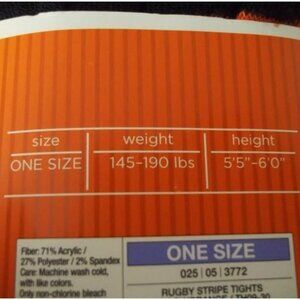 size weight height
ONE SIZE 145-190 lbs 5'5"-6'0"
Fiber: 71% Acrylic /
27% Polyester / 2% Spandex
Care: Machine wash cold,
with like colors.
Only non-chlorine bleach
ONE SIZE
025 | 05 | 3772
RUGBY STRIPE TIGHTS